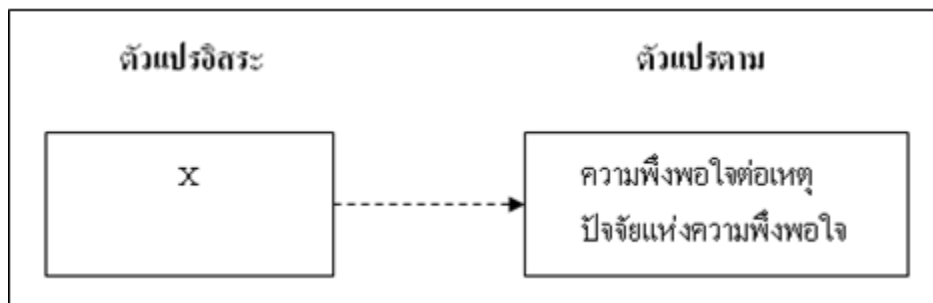 ตัวแปรอิสระ
ตัวแปรตาม
X
ความพึงพอใจต่อเหตุ
ปัจจัยแห่งความพึงพอใจ